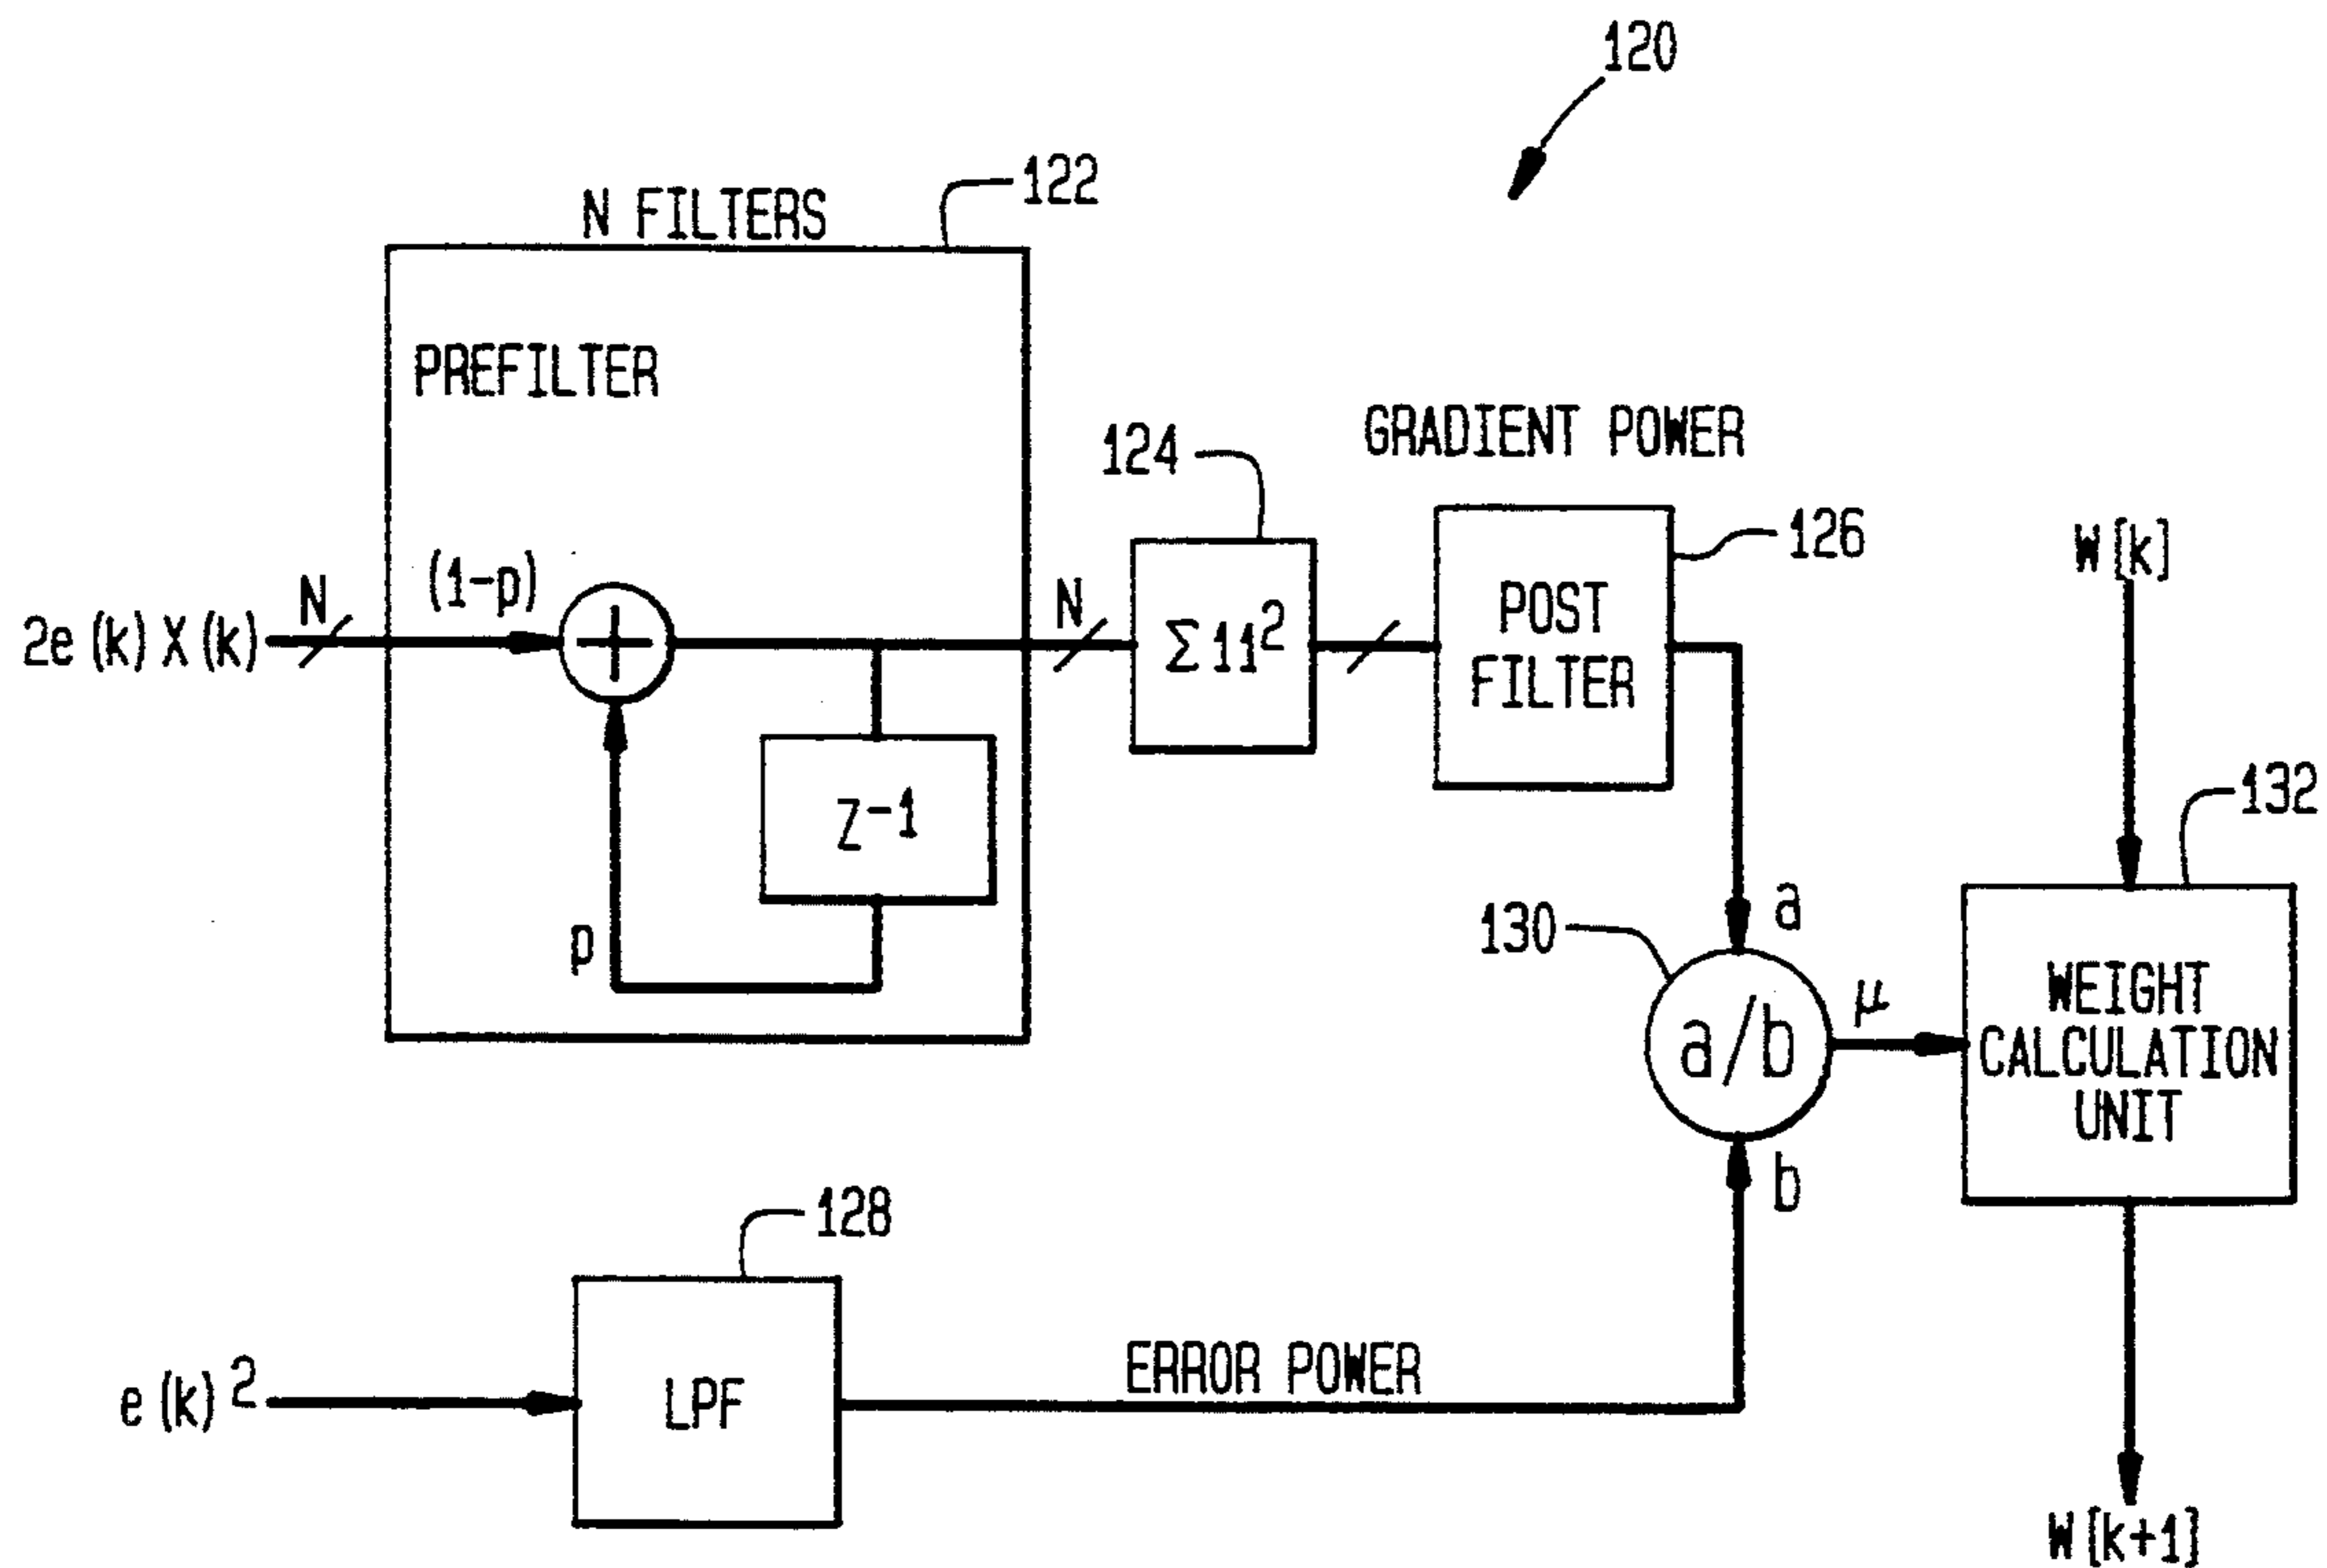 120
122
N FILTERS
PREFILTER
124
GRADIENT POWER
126
W[k]
2e(k)X(k)
N
(1-p)
N
Σ11²
POST
FILTER
Z⁻¹
132
p
130
a
a/b
μ
WEIGHT
CALCULATION
UNIT
b
128
e(k)²
LPF
ERROR POWER
W[k+1]